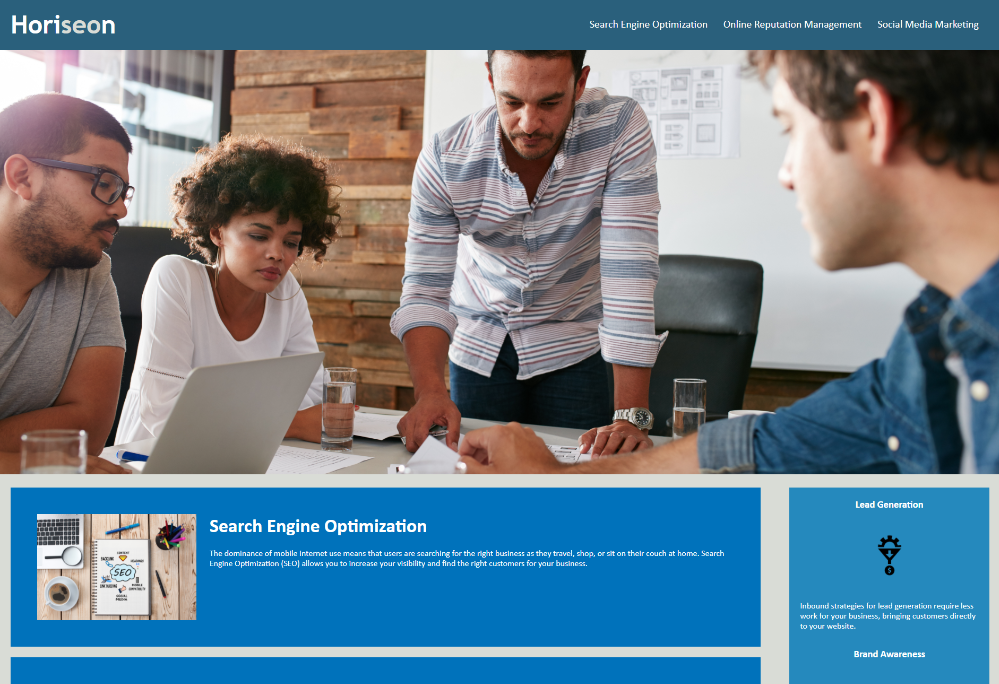 Horiseon
Search Engine Optimization
Online Reputation Management
Social Media Marketing
SEO
Search Engine Optimization
The dominance of mobile internet use means that users are searching for the right business as they travel, shop, or sit on their couch at home. Search
Engine Optimization (SEO) allows you to increase your visibility and find the right customers for your business.
Lead Generation
$
Inbound strategies for lead generation require less
work for your business, bringing customers directly
to your website.
Brand Awareness